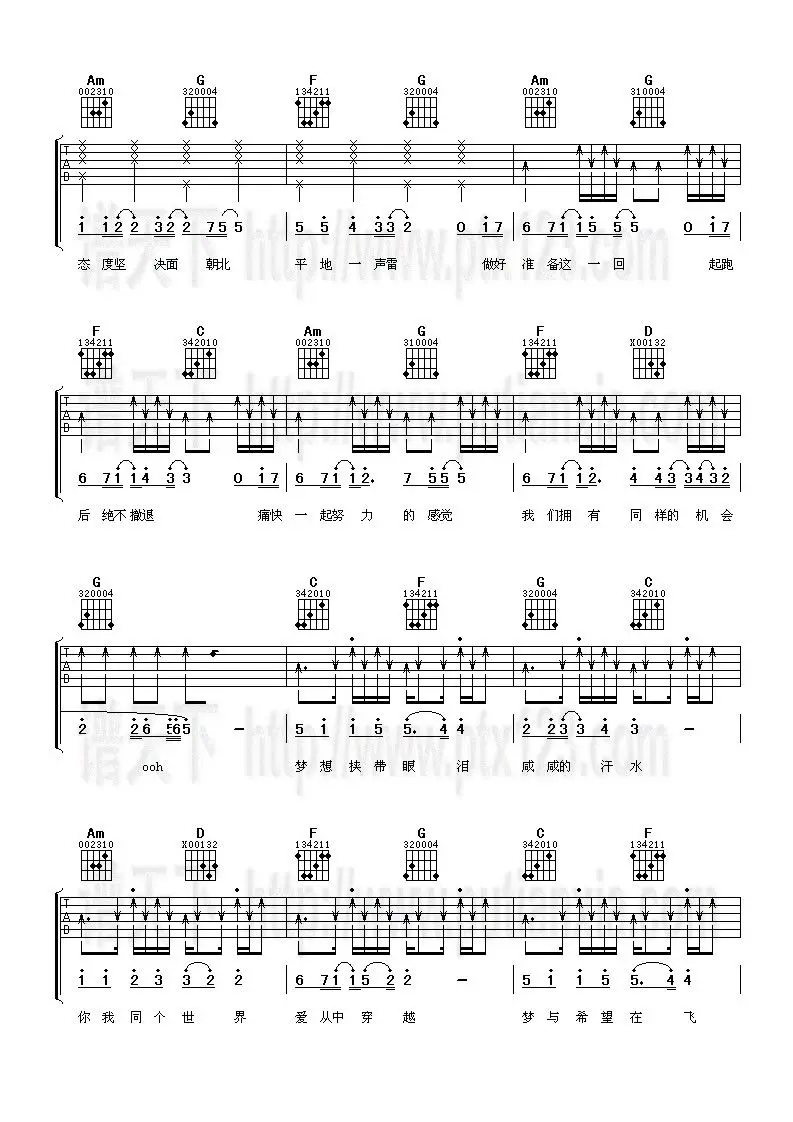 Am G F G Am G
002310 320004 134211 320004 002310 310004
T
A
B
1 1 2 2 3 2 2 7 5 5 5 5 4 3 3 2 0 1 7 6 7 1 1 5 5 5 0 1 7
态 度坚 决面 朝北 平 地 一 声雷 做好 准 备这 一 回 起跑
F C Am G F D
134211 342010 002310 310004 134211 X00132
T
A
B
6 7 1 1 4 3 3 0 1 7 6 7 1 1 2. 7 5 5 5 6 7 1 1 2. 4 4 3 3 4 3 2
后 绝不 撤退 痛快 一 起努 力 的 感觉 我 们拥 有 同 样的 机 会
G C F G C
320004 342010 134211 320004 342010
T
A
B
2 2 6 5 6 5 – 5 1 1 5 5. 4 4 2 2 3 3 4 3 –
ooh 梦 想 挟 带 眼 泪 咸 咸的 汗 水
Am D F G C F
002310 X00132 134211 320004 342010 134211
T
A
B
1 1 2 3 3 2 2 6 7 1 1 5 2 2 – 5 1 1 5 5. 4 4
你 我 同 个 世 界 爱 从中 穿 越 梦 与 希 望 在 飞